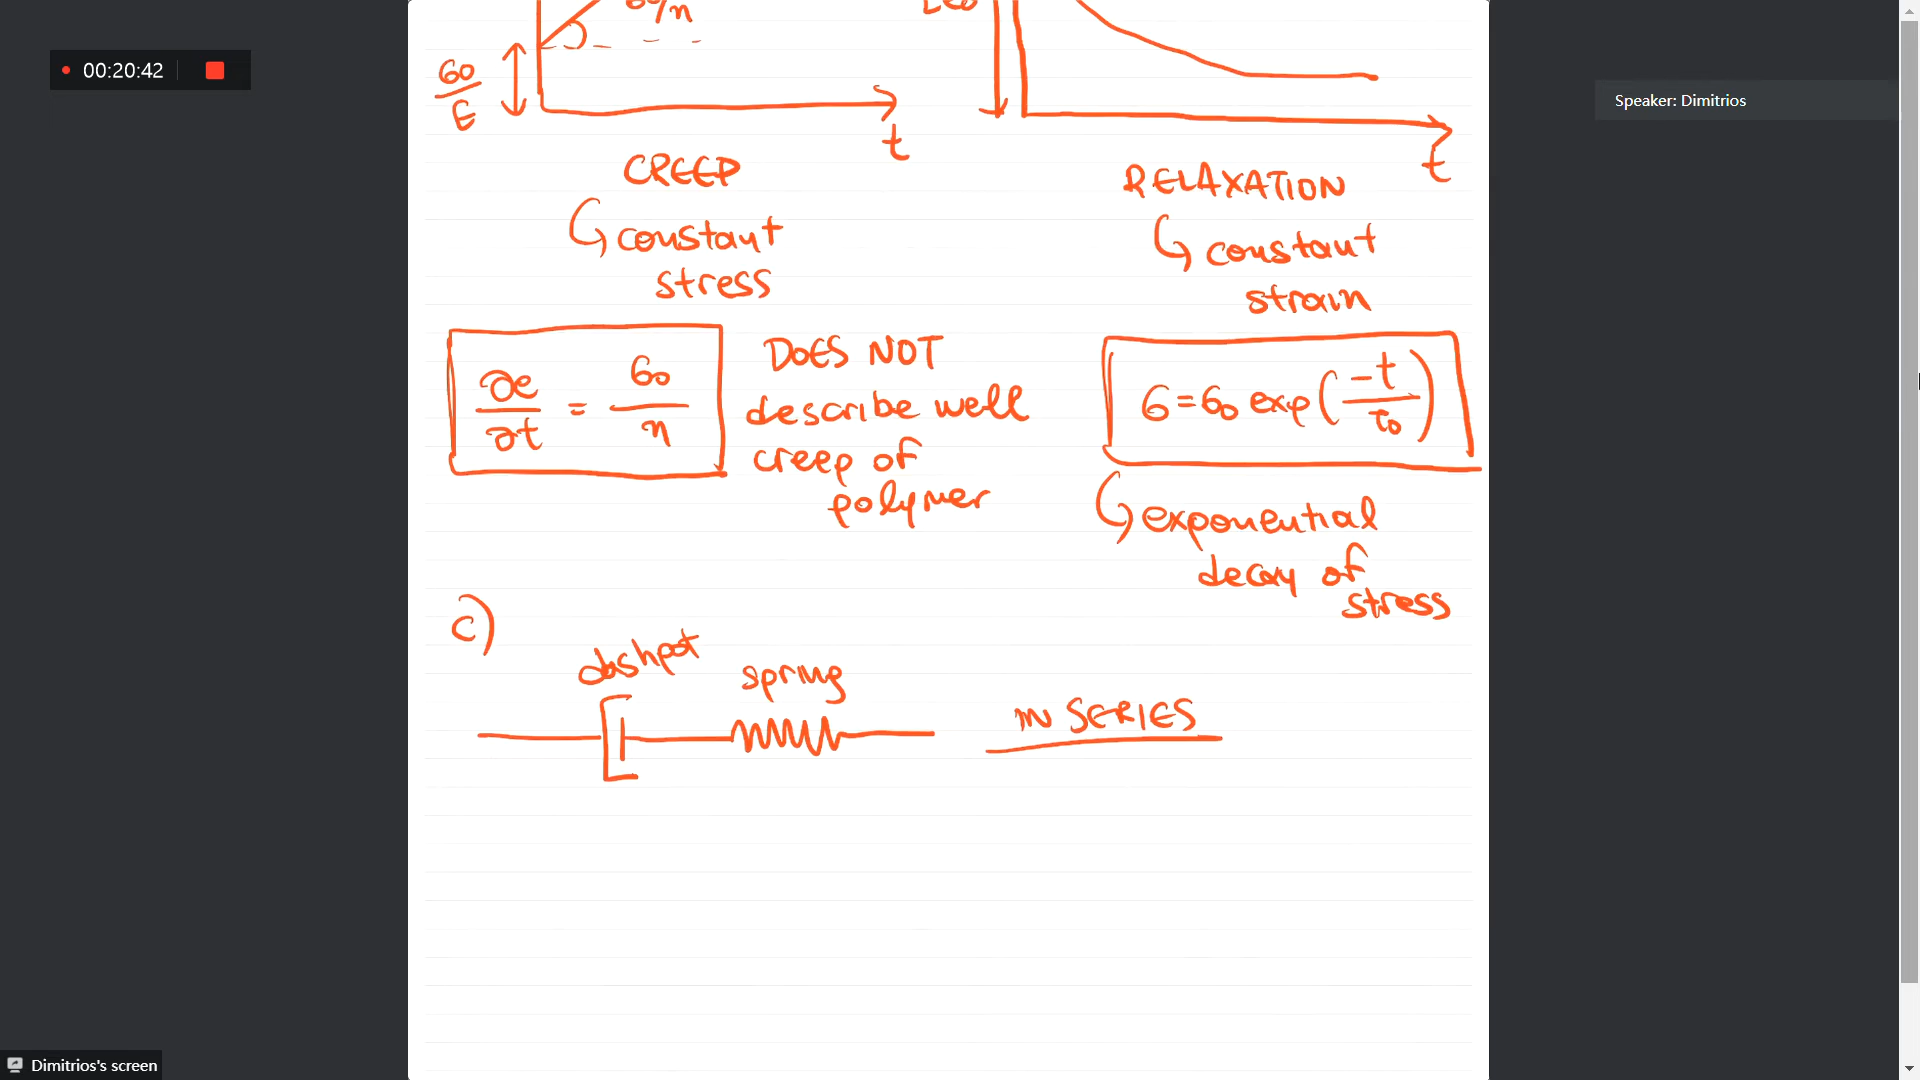 00:20:42
Speaker: Dimitrios
σ0/η
σ0
E
t
t
CREEP
RELAXATION
constant
stress
constant
strain
∂e/∂t = σ0/η
DOES NOT
describe well
creep of
polymer
σ=σ0 exp(-t/τ0)
exponential
decay of
stress
c)
dashpot
spring
in SERIES
Dimitrios's screen